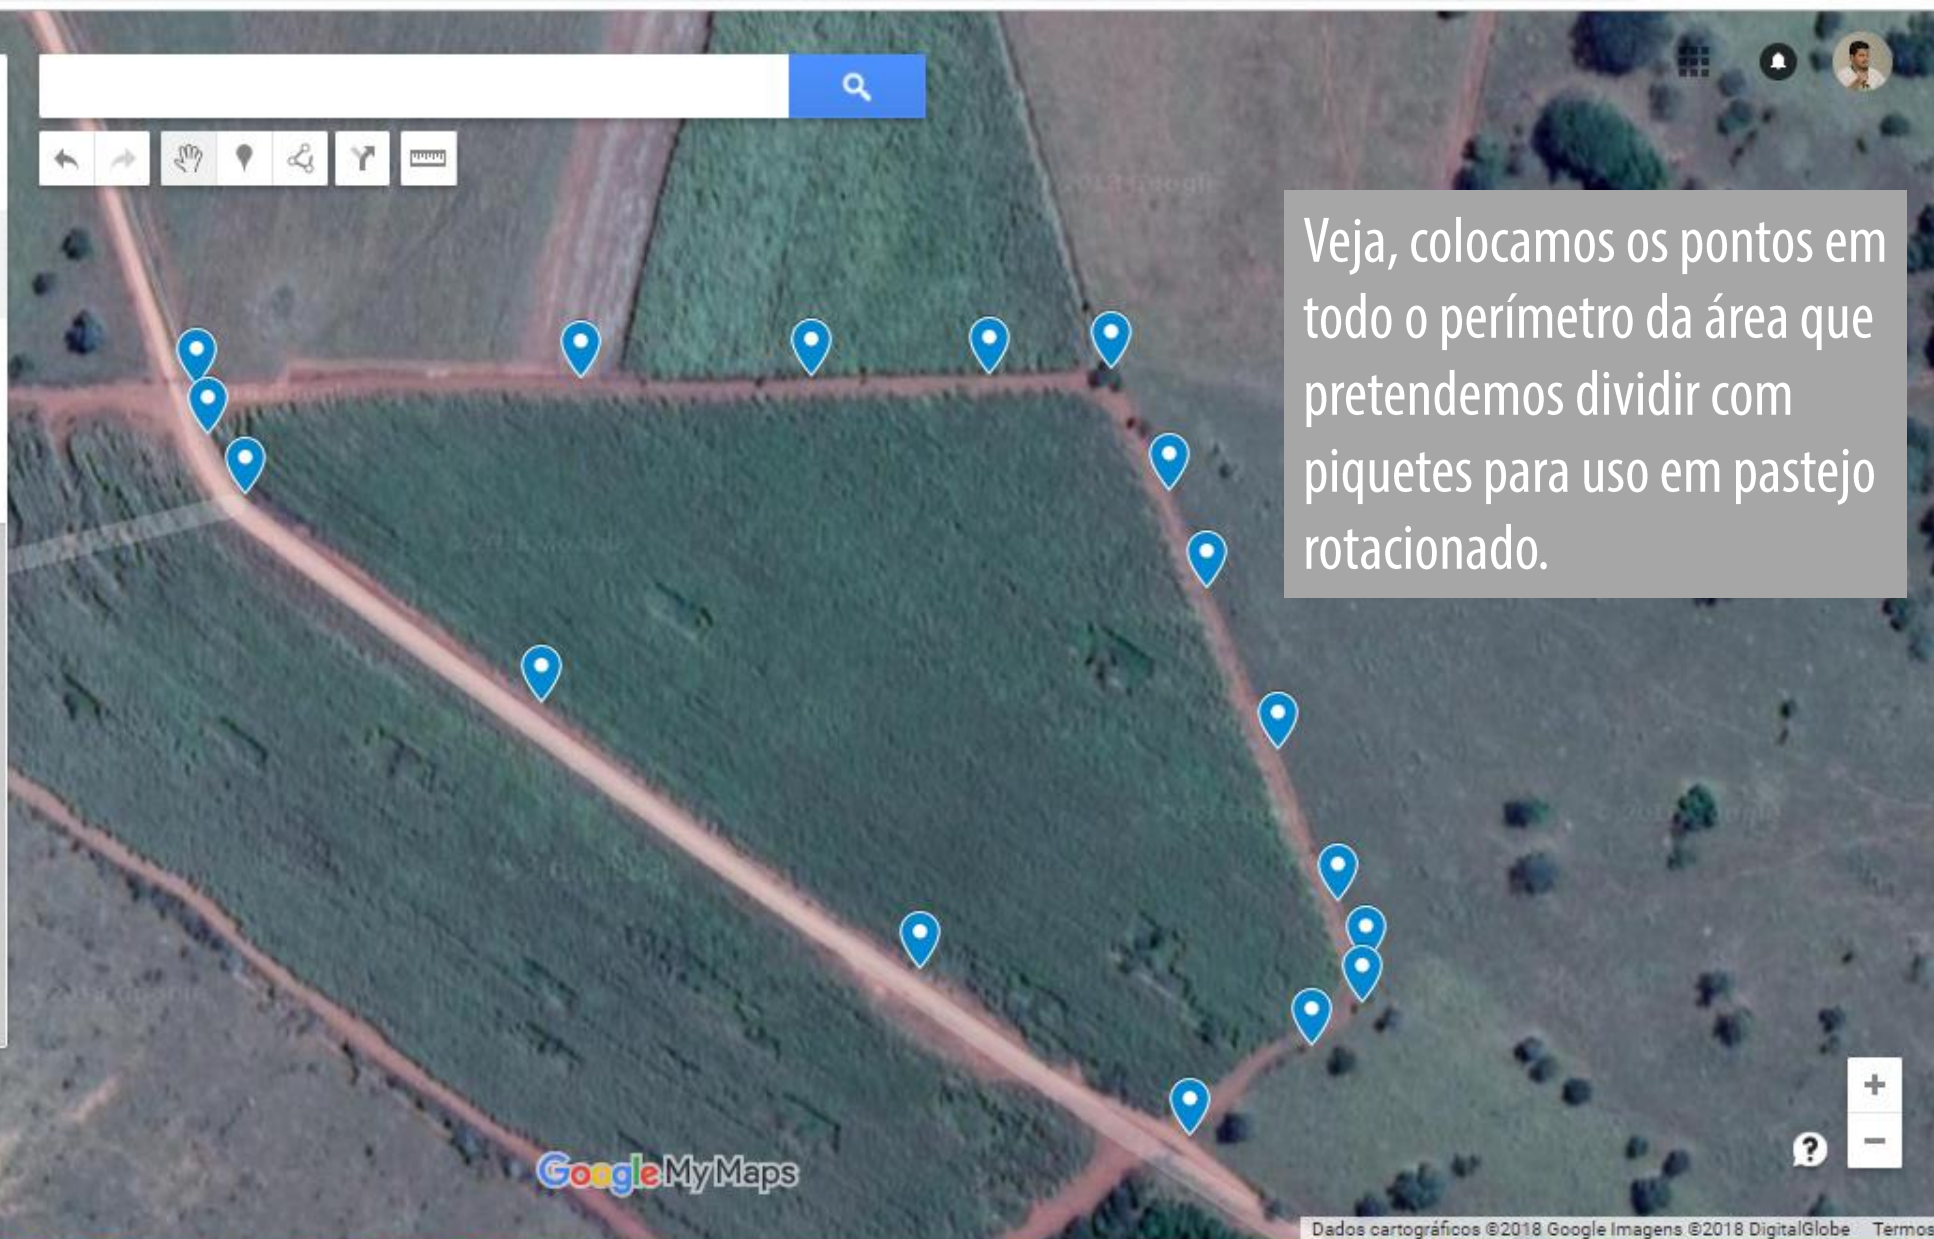 Veja, colocamos os pontos em
todo o perímetro da área que
pretendemos dividir com
piquetes para uso em pastejo
rotacionado.
Google My Maps
Dados cartográficos ©2018 Google Imagens ©2018 DigitalGlobe Termos